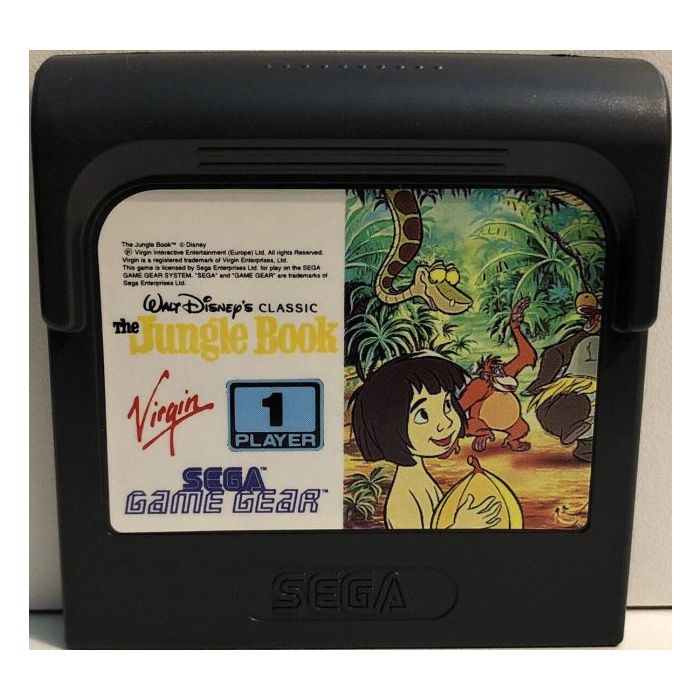 The Jungle Book™ © Disney
Ⓟ Virgin Interactive Entertainment (Europe) Ltd. All rights Reserved.
Virgin is a registered trademark of Virgin Enterprises, Ltd.
This game is licensed by Sega Enterprises Ltd. for play on the SEGA
GAME GEAR SYSTEM. "SEGA" and "GAME GEAR" are trademarks of
Sega Enterprises Ltd.
WALT DISNEY'S CLASSIC
The Jungle Book
Virgin
1
PLAYER
SEGA™
GAME GEAR™
SEGA